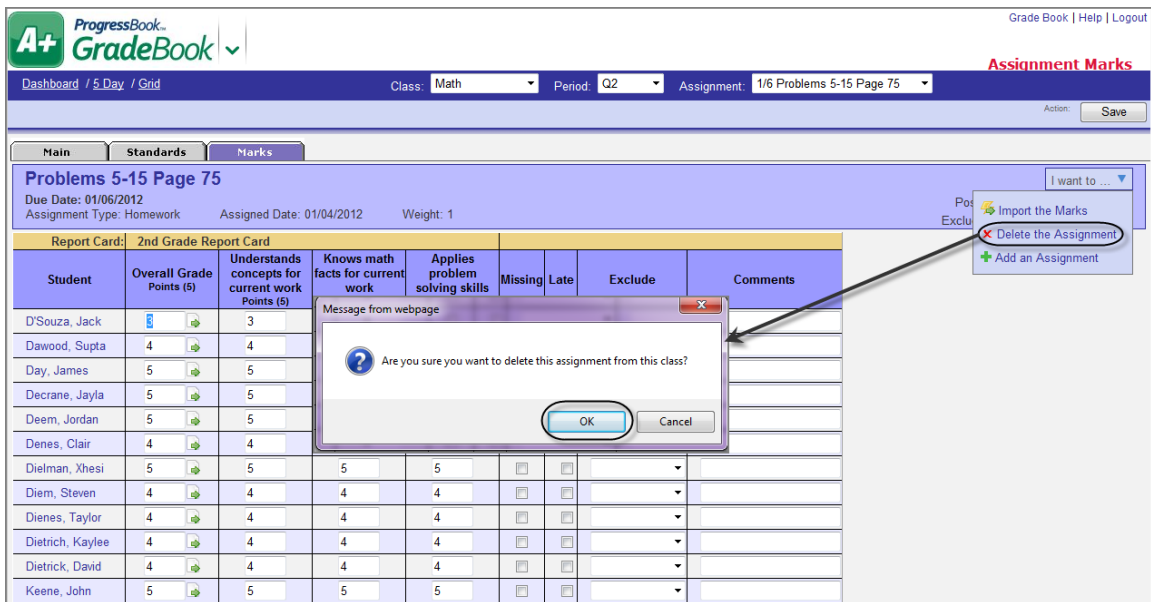 Grade Book | Help | Logout
A+ ProgressBook
GradeBook
Assignment Marks
Dashboard / 5 Day / Grid Class: Math Period: Q2 Assignment: 1/6 Problems 5-15 Page 75
Action: Save
Main Standards Marks
Problems 5-15 Page 75 I want to ...
Due Date: 01/06/2012
Assignment Type: Homework Assigned Date: 01/04/2012 Weight: 1
Import the Marks
Delete the Assignment
Add an Assignment
Report Card: 2nd Grade Report Card
Student
Overall Grade
Points (5)
Understands
concepts for
current work
Points (5)
Knows math
facts for current
work
Applies
problem
solving skills
Missing
Late
Exclude
Comments
Message from webpage
Are you sure you want to delete this assignment from this class?
OK Cancel
D'Souza, Jack 3 3
Dawood, Supta 4 4
Day, James 5 5
Decrane, Jayla 5 5
Deem, Jordan 5 5
Denes, Clair 4 4
Dielman, Xhesi 5 5 5 5
Diem, Steven 4 4 4 4
Dienes, Taylor 4 4 4 4
Dietrich, Kaylee 4 4 4 4
Dietrick, David 4 4 4 4
Keene, John 5 5 5 5